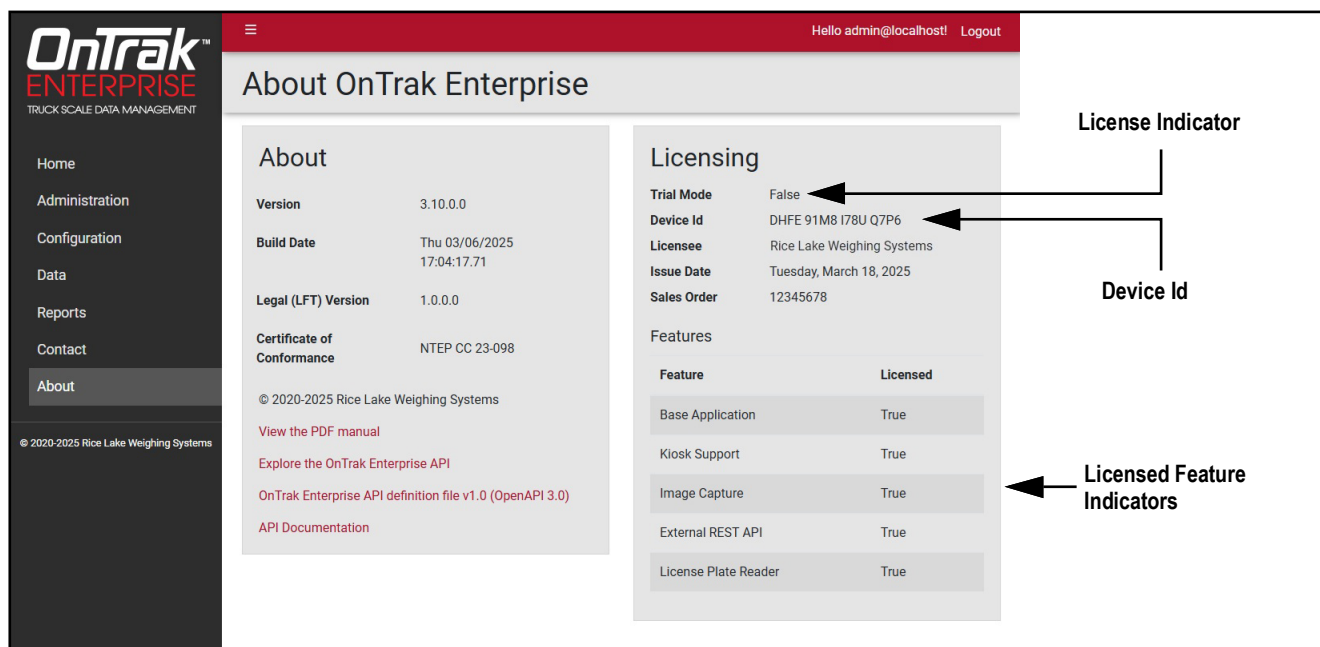 OnTrak™
ENTERPRISE
TRUCK SCALE DATA MANAGEMENT
Home
Administration
Configuration
Data
Reports
Contact
About
© 2020-2025 Rice Lake Weighing Systems
Hello admin@localhost! Logout
About OnTrak Enterprise
About
Version 3.10.0.0
Build Date Thu 03/06/2025
17:04:17.71
Legal (LFT) Version 1.0.0.0
Certificate of
Conformance NTEP CC 23-098
© 2020-2025 Rice Lake Weighing Systems
View the PDF manual
Explore the OnTrak Enterprise API
OnTrak Enterprise API definition file v1.0 (OpenAPI 3.0)
API Documentation
Licensing
Trial Mode False
Device Id DHFE 91M8 I78U Q7P6
Licensee Rice Lake Weighing Systems
Issue Date Tuesday, March 18, 2025
Sales Order 12345678
Features
Feature Licensed
Base Application True
Kiosk Support True
Image Capture True
External REST API True
License Plate Reader True
License Indicator
Device Id
Licensed Feature
Indicators